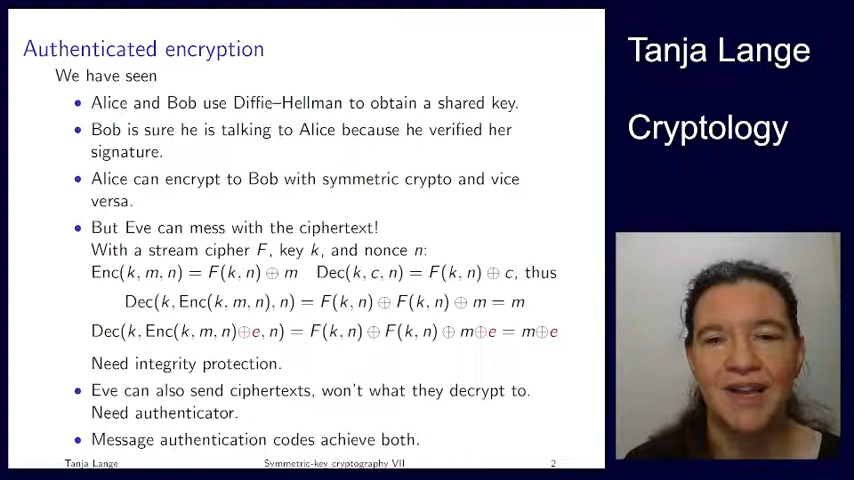 Authenticated encryption
We have seen
• Alice and Bob use Diffie–Hellman to obtain a shared key.
• Bob is sure he is talking to Alice because he verified her
signature.
• Alice can encrypt to Bob with symmetric crypto and vice
versa.
• But Eve can mess with the ciphertext!
With a stream cipher F, key k, and nonce n:
Enc(k, m, n) = F(k, n) ⊕ m   Dec(k, c, n) = F(k, n) ⊕ c, thus
Dec(k, Enc(k, m, n), n) = F(k, n) ⊕ F(k, n) ⊕ m = m
Dec(k, Enc(k, m, n)⊕e, n) = F(k, n) ⊕ F(k, n) ⊕ m⊕e = m⊕e
Need integrity protection.
• Eve can also send ciphertexts, won't what they decrypt to.
Need authenticator.
• Message authentication codes achieve both.
Tanja Lange   Symmetric-key cryptography VII   2
Tanja Lange
Cryptology